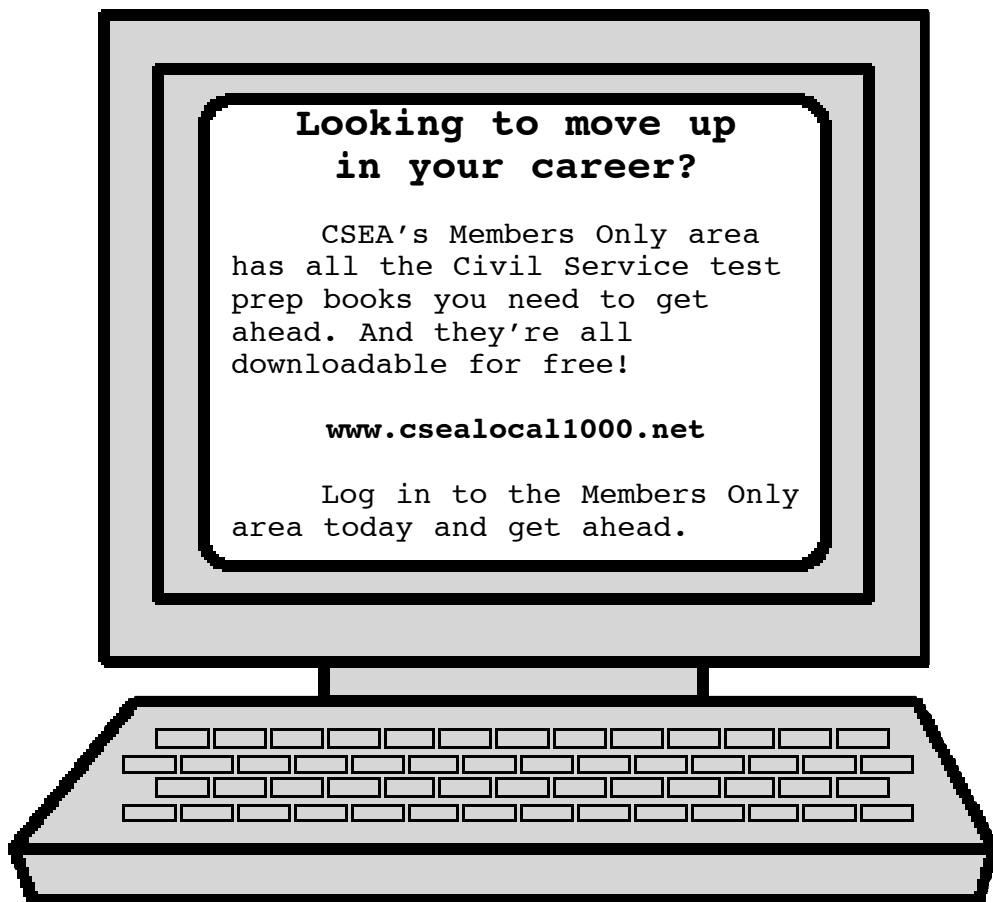 Looking to move up
in your career?
CSEA’s Members Only area
has all the Civil Service test
prep books you need to get
ahead. And they’re all
downloadable for free!
www.csealocal1000.net
Log in to the Members Only
area today and get ahead.